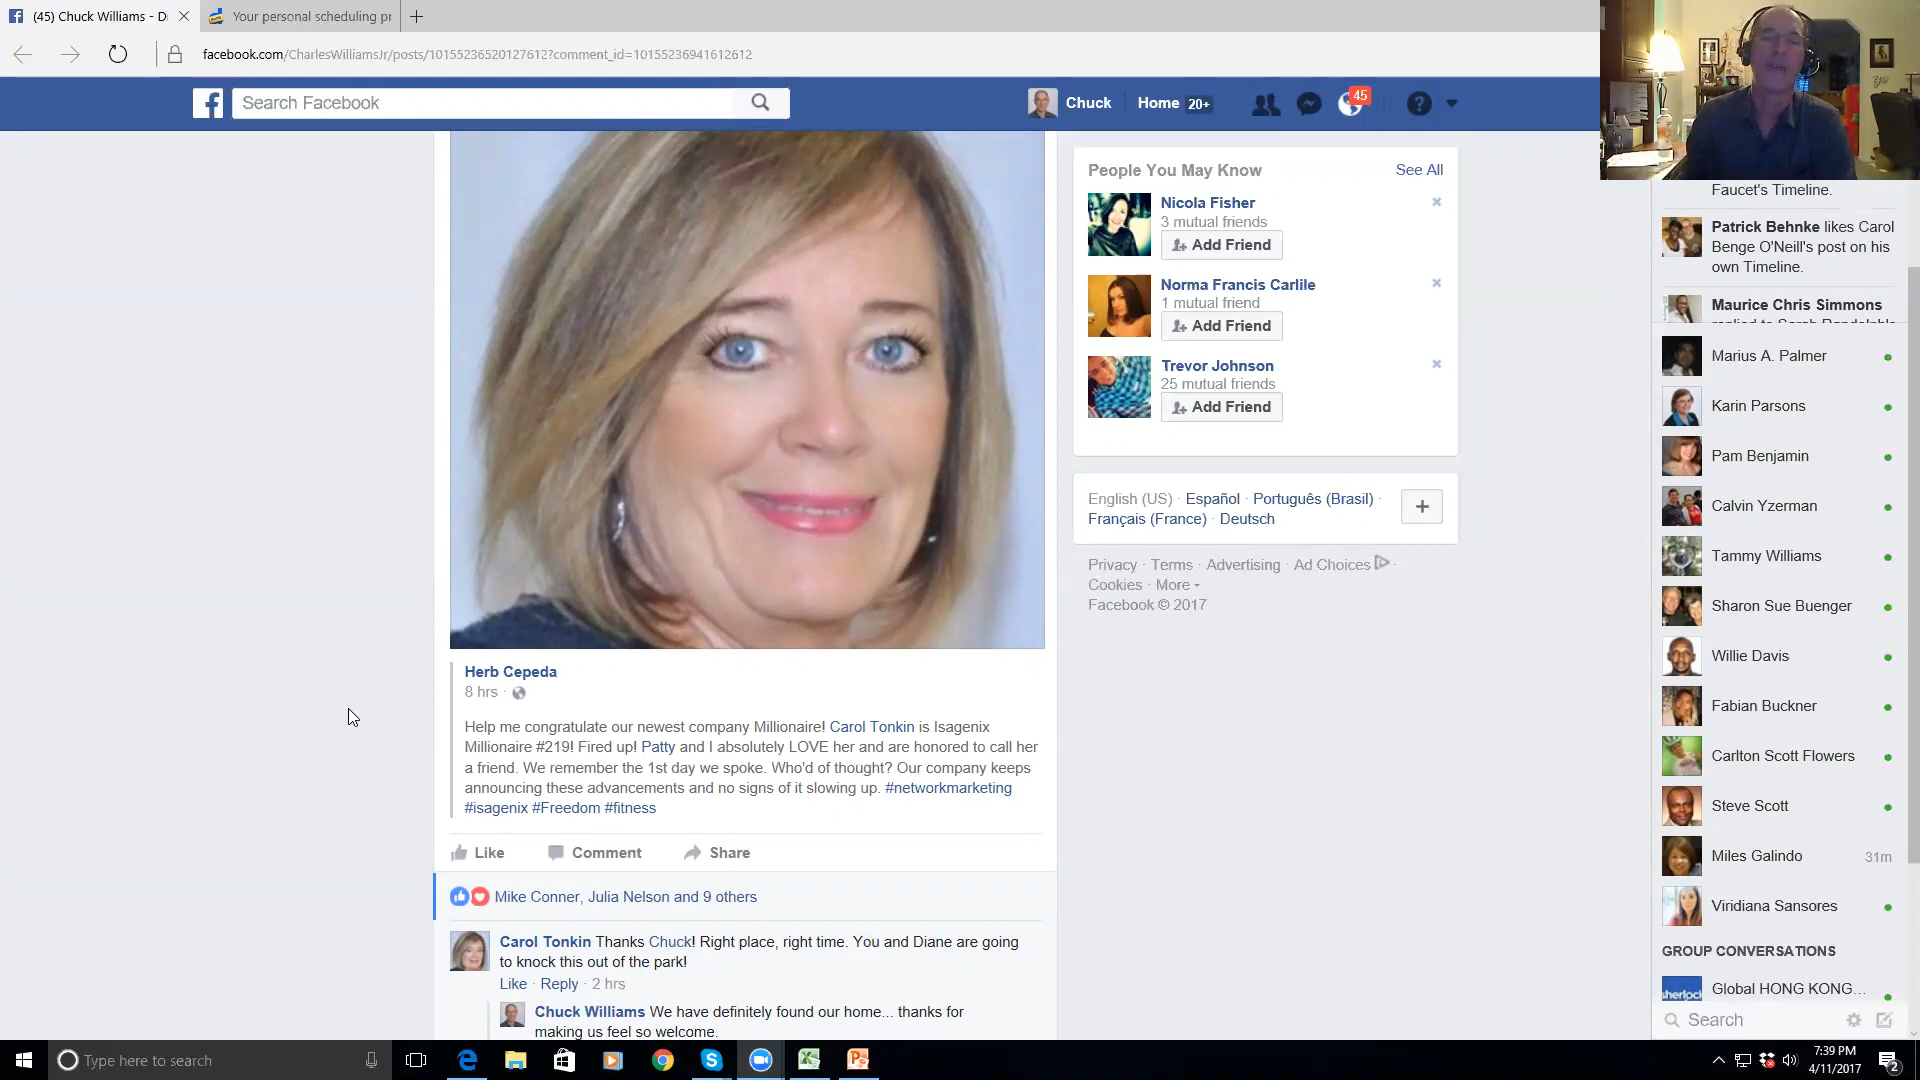 (45) Chuck Williams - D
Your personal scheduling pr
facebook.com/CharlesWilliamsJr/posts/10155236520127612?comment_id=10155236941612612
Search Facebook
Chuck
Home 20+
45
People You May Know
See All
Nicola Fisher
3 mutual friends
Add Friend
Norma Francis Carlile
1 mutual friend
Add Friend
Trevor Johnson
25 mutual friends
Add Friend
English (US) · Español · Português (Brasil) ·
Français (France) · Deutsch
Privacy · Terms · Advertising · Ad Choices ·
Cookies · More
Facebook © 2017
Herb Cepeda
8 hrs ·
Help me congratulate our newest company Millionaire! Carol Tonkin is Isagenix
Millionaire #219! Fired up! Patty and I absolutely LOVE her and are honored to call her
a friend. We remember the 1st day we spoke. Who'd of thought? Our company keeps
announcing these advancements and no signs of it slowing up. #networkmarketing
#isagenix #Freedom #fitness
Like Comment Share
Mike Conner, Julia Nelson and 9 others
Carol Tonkin Thanks Chuck! Right place, right time. You and Diane are going
to knock this out of the park!
Like · Reply · 2 hrs
Chuck Williams We have definitely found our home... thanks for
making us feel so welcome.
Faucet's Timeline.
Patrick Behnke likes Carol
Benge O'Neill's post on his
own Timeline.
Maurice Chris Simmons
Marius A. Palmer
Karin Parsons
Pam Benjamin
Calvin Yzerman
Tammy Williams
Sharon Sue Buenger
Willie Davis
Fabian Buckner
Carlton Scott Flowers
Steve Scott
Miles Galindo 31m
Viridiana Sansores
GROUP CONVERSATIONS
Global HONG KONG...
Search
Type here to search
7:39 PM
4/11/2017
2